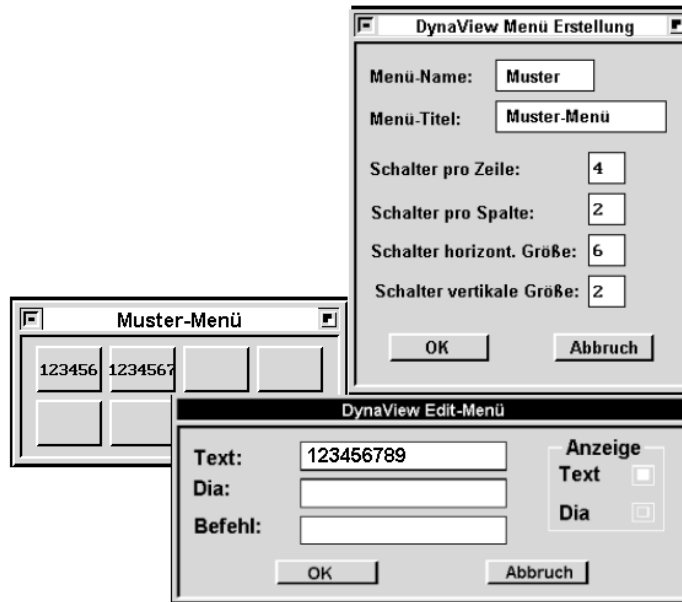 DynaView Menü Erstellung
Menü-Name: Muster
Menü-Titel: Muster-Menü
Schalter pro Zeile: 4
Schalter pro Spalte: 2
Schalter horizont. Größe: 6
Schalter vertikale Größe: 2
OK Abbruch
Muster-Menü
123456 1234567
DynaView Edit-Menü
Text: 123456789
Dia:
Befehl:
Anzeige
Text
Dia
OK Abbruch